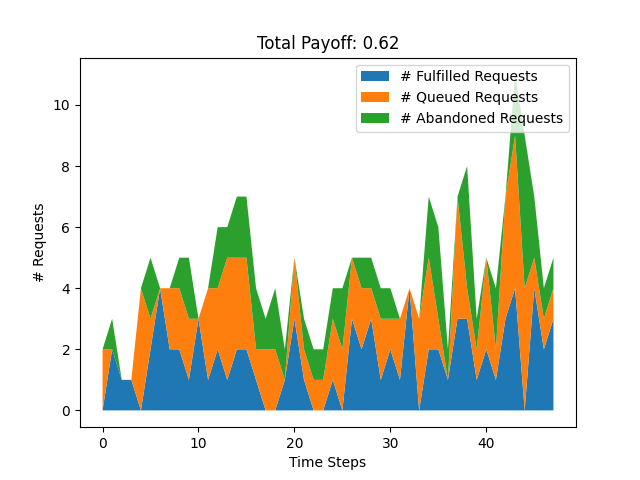 Total Payoff: 0.62
# Fulfilled Requests
# Queued Requests
# Abandoned Requests
# Requests
10
8
6
4
2
0
0
10
20
30
40
Time Steps